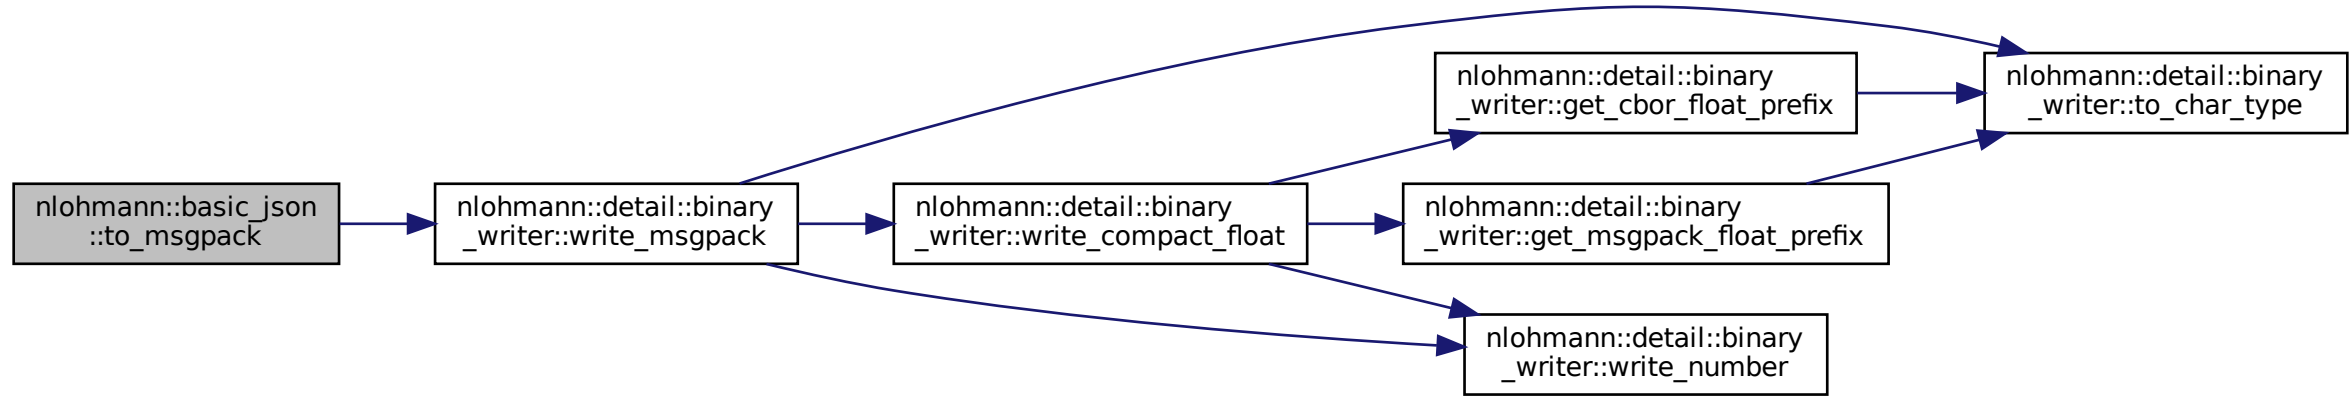 nlohmann::basic_json
::to_msgpack
nlohmann::detail::binary
_writer::write_msgpack
nlohmann::detail::binary
_writer::write_compact_float
nlohmann::detail::binary
_writer::get_cbor_float_prefix
nlohmann::detail::binary
_writer::get_msgpack_float_prefix
nlohmann::detail::binary
_writer::write_number
nlohmann::detail::binary
_writer::to_char_type